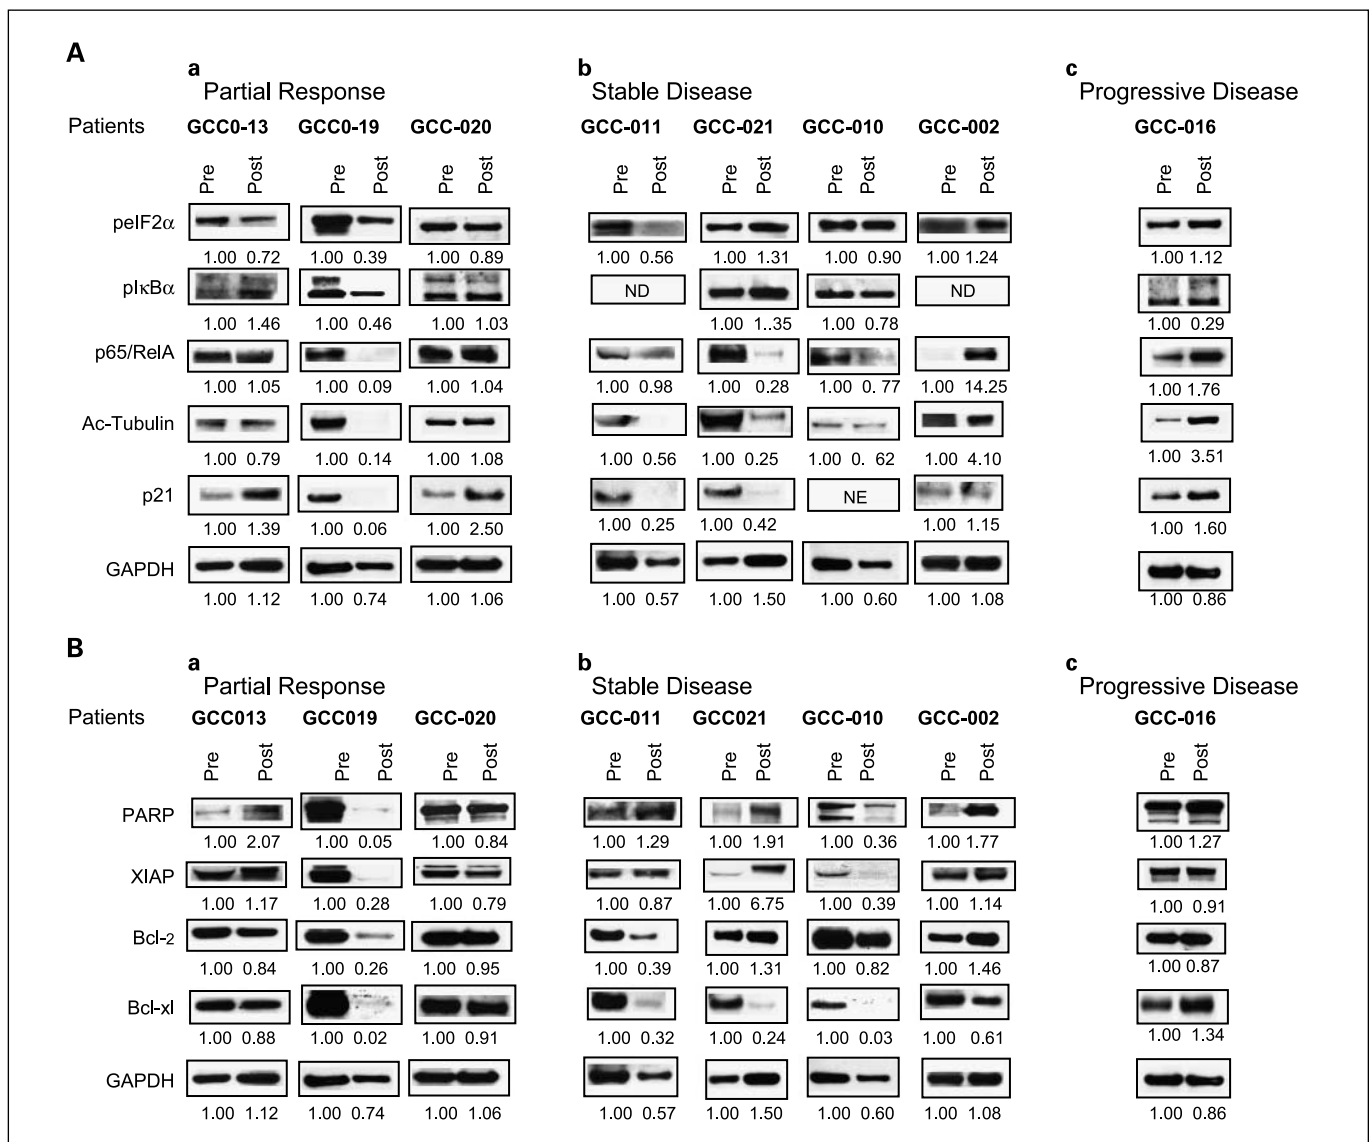 A
a b c
Partial Response Stable Disease Progressive Disease
Patients GCC0-13 GCC0-19 GCC-020 GCC-011 GCC-021 GCC-010 GCC-002 GCC-016
Pre Post Pre Post Pre Post Pre Post Pre Post Pre Post Pre Post Pre Post
peIF2α
1.00 0.72 1.00 0.39 1.00 0.89 1.00 0.56 1.00 1.31 1.00 0.90 1.00 1.24 1.00 1.12
pIκBα ND ND
1.00 1.46 1.00 0.46 1.00 1.03 1.00 1..35 1.00 0.78 1.00 0.29
p65/RelA
1.00 1.05 1.00 0.09 1.00 1.04 1.00 0.98 1.00 0.28 1.00 0. 77 1.00 14.25 1.00 1.76
Ac-Tubulin
1.00 0.79 1.00 0.14 1.00 1.08 1.00 0.56 1.00 0.25 1.00 0. 62 1.00 4.10 1.00 3.51
p21 NE
1.00 1.39 1.00 0.06 1.00 2.50 1.00 0.25 1.00 0.42 1.00 1.15 1.00 1.60
GAPDH
1.00 1.12 1.00 0.74 1.00 1.06 1.00 0.57 1.00 1.50 1.00 0.60 1.00 1.08 1.00 0.86
B
a b c
Partial Response Stable Disease Progressive Disease
Patients GCC013 GCC019 GCC-020 GCC-011 GCC021 GCC-010 GCC-002 GCC-016
Pre Post Pre Post Pre Post Pre Post Pre Post Pre Post Pre Post Pre Post
PARP
1.00 2.07 1.00 0.05 1.00 0.84 1.00 1.29 1.00 1.91 1.00 0.36 1.00 1.77 1.00 1.27
XIAP
1.00 1.17 1.00 0.28 1.00 0.79 1.00 0.87 1.00 6.75 1.00 0.39 1.00 1.14 1.00 0.91
Bcl-2
1.00 0.84 1.00 0.26 1.00 0.95 1.00 0.39 1.00 1.31 1.00 0.82 1.00 1.46 1.00 0.87
Bcl-xl
1.00 0.88 1.00 0.02 1.00 0.91 1.00 0.32 1.00 0.24 1.00 0.03 1.00 0.61 1.00 1.34
GAPDH
1.00 1.12 1.00 0.74 1.00 1.06 1.00 0.57 1.00 1.50 1.00 0.60 1.00 1.08 1.00 0.86